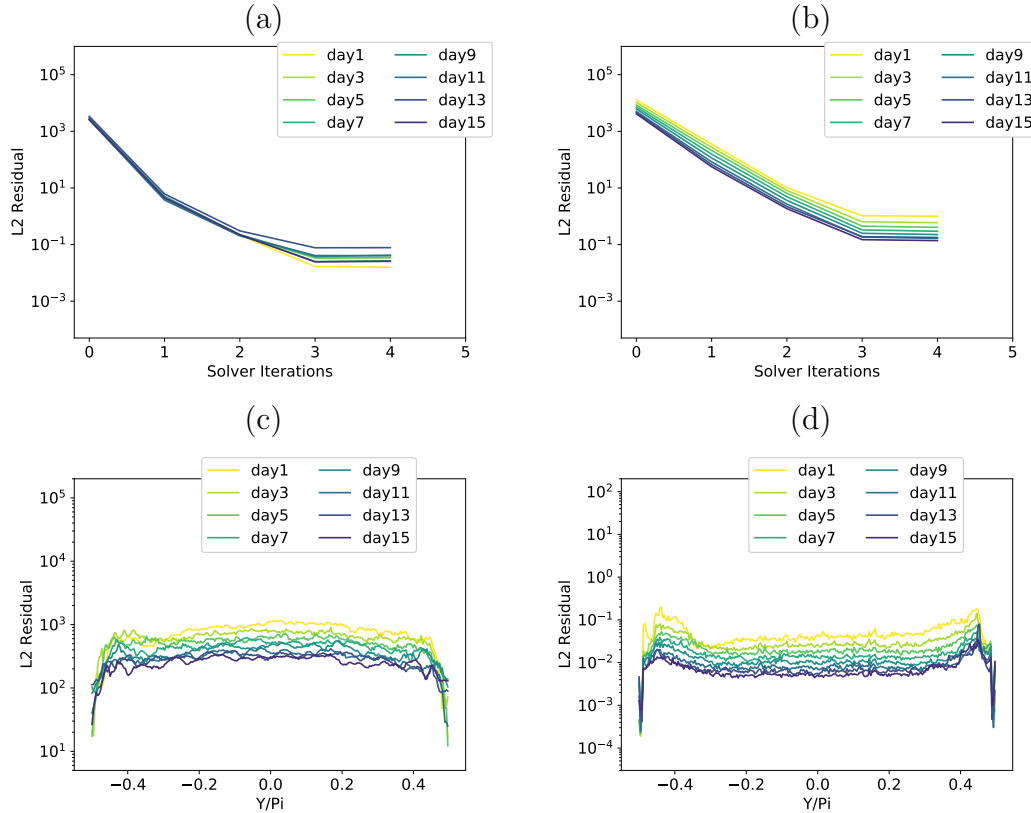 (a)
day1 day9
day3 day11
day5 day13
day7 day15
10^5
10^3
10^1
10^-1
10^-3
L2 Residual
0 1 2 3 4 5
Solver Iterations
(b)
day1 day9
day3 day11
day5 day13
day7 day15
10^5
10^3
10^1
10^-1
10^-3
L2 Residual
0 1 2 3 4 5
Solver Iterations
(c)
day1 day9
day3 day11
day5 day13
day7 day15
10^5
10^4
10^3
10^2
10^1
L2 Residual
−0.4 −0.2 0.0 0.2 0.4
Y/Pi
(d)
day1 day9
day3 day11
day5 day13
day7 day15
10^2
10^1
10^0
10^-1
10^-2
10^-3
10^-4
L2 Residual
−0.4 −0.2 0.0 0.2 0.4
Y/Pi